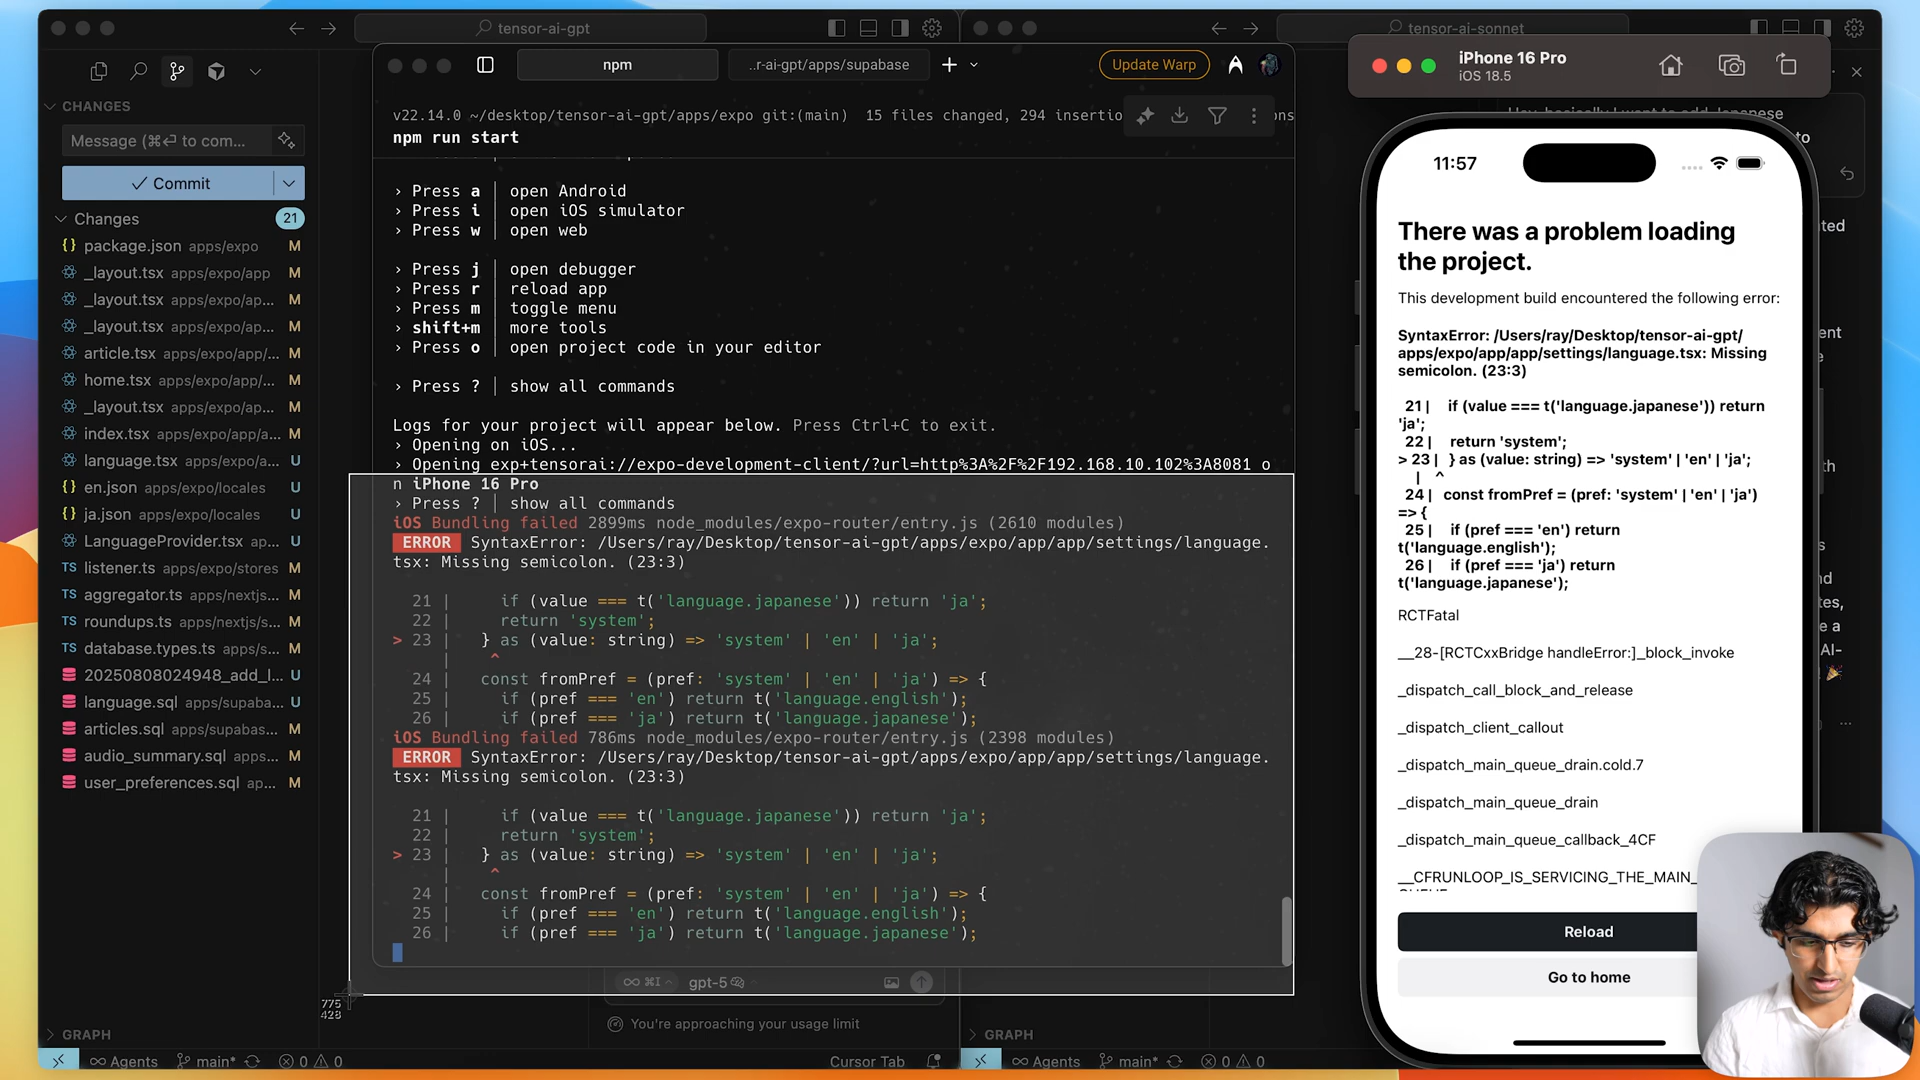 tensor-ai-gpt
tensor-ai-sonnet
CHANGES
Message (⌘⏎ to com...
Commit
Changes
21
package.json apps/expo M
_layout.tsx apps/expo/app M
_layout.tsx apps/expo/ap... M
_layout.tsx apps/expo/ap... M
article.tsx apps/expo/app/... M
home.tsx apps/expo/app/... M
_layout.tsx apps/expo/ap... M
index.tsx apps/expo/app/a... M
language.tsx apps/expo/a... U
en.json apps/expo/locales U
ja.json apps/expo/locales U
LanguageProvider.tsx ap... U
listener.ts apps/expo/stores M
aggregator.ts apps/nextjs... M
roundups.ts apps/nextjs/s... M
database.types.ts apps/s... M
20250808024948_add_l... U
language.sql apps/supaba... U
articles.sql apps/supabas... M
audio_summary.sql apps... M
user_preferences.sql ap... M
GRAPH
Agents main* 0 0
npm
..r-ai-gpt/apps/supabase
Update Warp
v22.14.0 ~/desktop/tensor-ai-gpt/apps/expo git:(main) 15 files changed, 294 insertio
npm run start
› Press a │ open Android
› Press i │ open iOS simulator
› Press w │ open web
› Press j │ open debugger
› Press r │ reload app
› Press m │ toggle menu
› shift+m │ more tools
› Press o │ open project code in your editor
› Press ? │ show all commands
Logs for your project will appear below. Press Ctrl+C to exit.
› Opening on iOS...
› Opening exp+tensorai://expo-development-client/?url=http%3A%2F%2F192.168.10.102%3A8081 o
n iPhone 16 Pro
› Press ? │ show all commands
iOS Bundling failed 2899ms node_modules/expo-router/entry.js (2610 modules)
ERROR SyntaxError: /Users/ray/Desktop/tensor-ai-gpt/apps/expo/app/app/settings/language.
tsx: Missing semicolon. (23:3)
21 | if (value === t('language.japanese')) return 'ja';
22 | return 'system';
> 23 | } as (value: string) => 'system' | 'en' | 'ja';
| ^
24 | const fromPref = (pref: 'system' | 'en' | 'ja') => {
25 | if (pref === 'en') return t('language.english');
26 | if (pref === 'ja') return t('language.japanese');
iOS Bundling failed 786ms node_modules/expo-router/entry.js (2398 modules)
ERROR SyntaxError: /Users/ray/Desktop/tensor-ai-gpt/apps/expo/app/app/settings/language.
tsx: Missing semicolon. (23:3)
21 | if (value === t('language.japanese')) return 'ja';
22 | return 'system';
> 23 | } as (value: string) => 'system' | 'en' | 'ja';
| ^
24 | const fromPref = (pref: 'system' | 'en' | 'ja') => {
25 | if (pref === 'en') return t('language.english');
26 | if (pref === 'ja') return t('language.japanese');
775
428
∞ ⌘I gpt-5
You're approaching your usage limit
Cursor Tab
GRAPH
Agents main* 0 0
iPhone 16 Pro
iOS 18.5
11:57
There was a problem loading
the project.
This development build encountered the following error:
SyntaxError: /Users/ray/Desktop/tensor-ai-gpt/
apps/expo/app/app/settings/language.tsx: Missing
semicolon. (23:3)
21 | if (value === t('language.japanese')) return
'ja';
22 | return 'system';
> 23 | } as (value: string) => 'system' | 'en' | 'ja';
| ^
24 | const fromPref = (pref: 'system' | 'en' | 'ja')
=> {
25 | if (pref === 'en') return
t('language.english');
26 | if (pref === 'ja') return
t('language.japanese');
RCTFatal
__28-[RCTCxxBridge handleError:]_block_invoke
_dispatch_call_block_and_release
_dispatch_client_callout
_dispatch_main_queue_drain.cold.7
_dispatch_main_queue_drain
_dispatch_main_queue_callback_4CF
__CFRUNLOOP_IS_SERVICING_THE_MAIN_
Reload
Go to home